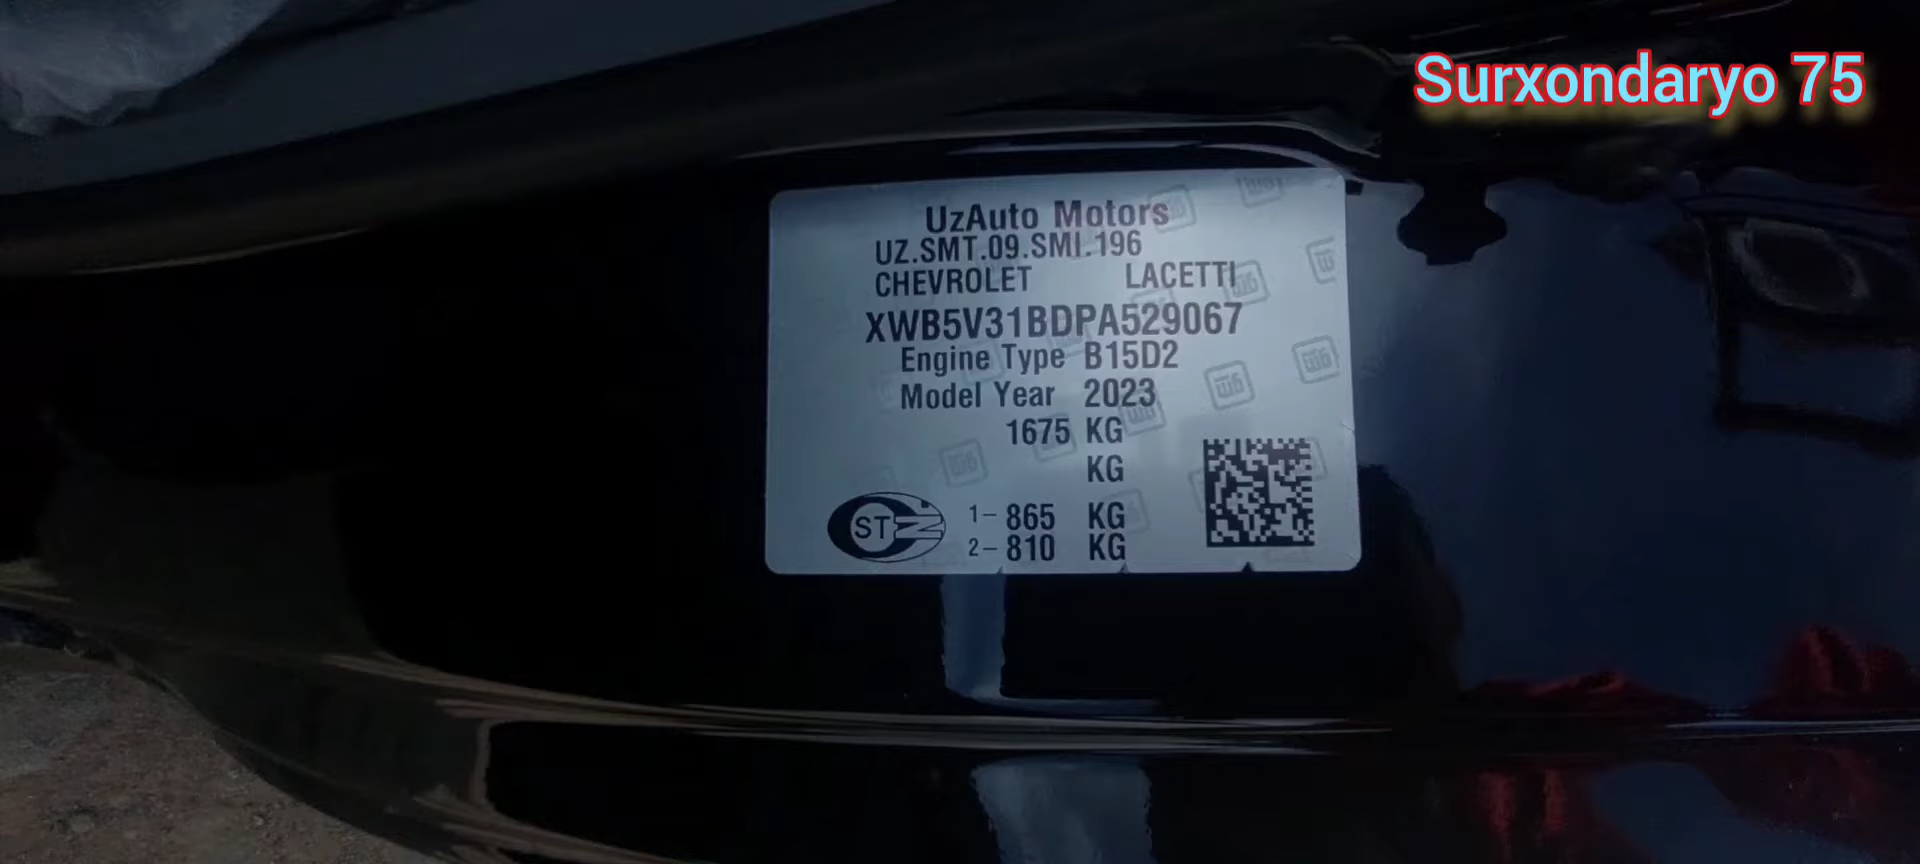 Surxondaryo 75
UzAuto Motors
UZ.SMT.09.SMI.196
CHEVROLET LACETTI
XWB5V31BDPA529067
Engine Type B15D2
Model Year 2023
1675 KG
KG
ST
1- 865 KG
2- 810 KG